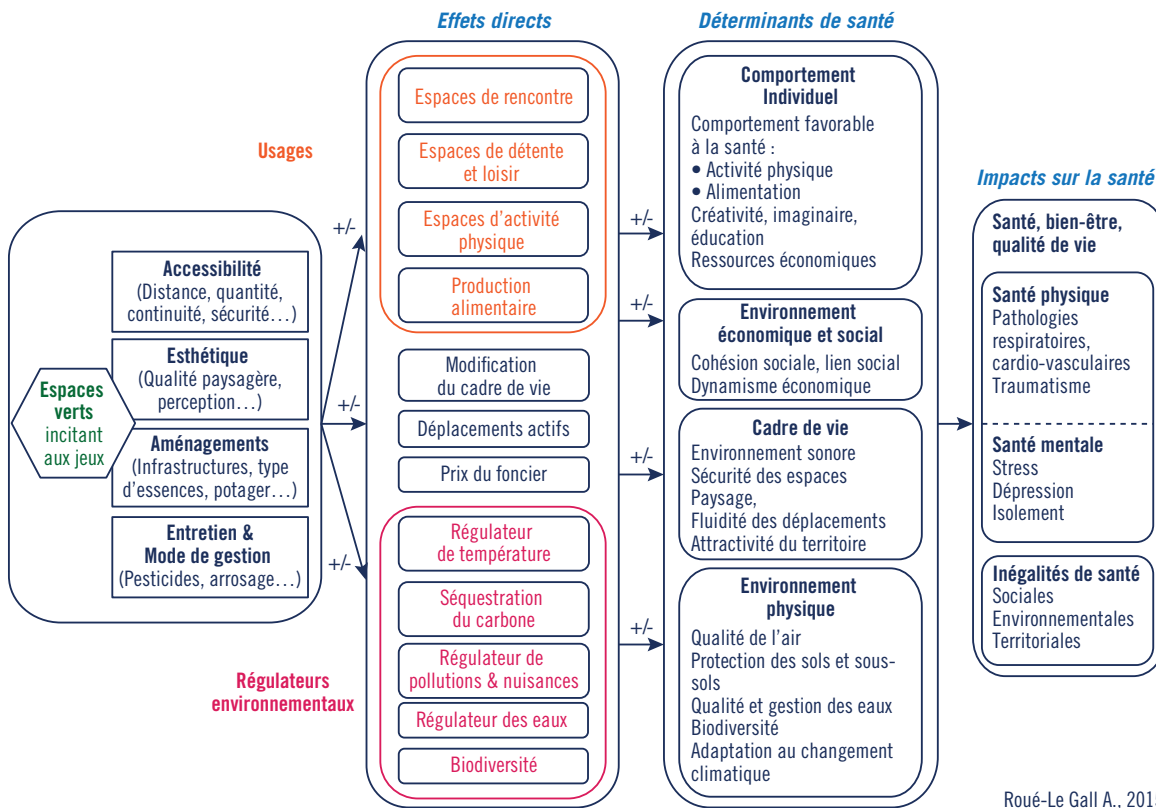 Effets directs
Déterminants de santé
Impacts sur la santé
Espaces
verts
incitant
aux jeux
Accessibilité
(Distance, quantité,
continuité, sécurité…)
Esthétique
(Qualité paysagère,
perception…)
Aménagements
(Infrastructures, type
d'essences, potager…)
Entretien &
Mode de gestion
(Pesticides, arrosage…)
Usages
+/-
+/-
+/-
Régulateurs
environnementaux
Espaces de rencontre
Espaces de détente
et loisir
Espaces d'activité
physique
Production
alimentaire
Modification
du cadre de vie
Déplacements actifs
Prix du foncier
Régulateur
de température
Séquestration
du carbone
Régulateur de
pollutions & nuisances
Régulateur des eaux
Biodiversité
+/-
+/-
+/-
+/-
Comportement
Individuel
Comportement favorable
à la santé :
• Activité physique
• Alimentation
Créativité, imaginaire,
éducation
Ressources économiques
Environnement
économique et social
Cohésion sociale, lien social
Dynamisme économique
Cadre de vie
Environnement sonore
Sécurité des espaces
Paysage,
Fluidité des déplacements
Attractivité du territoire
Environnement
physique
Qualité de l'air
Protection des sols et sous-
sols
Qualité et gestion des eaux
Biodiversité
Adaptation au changement
climatique
Santé, bien-être,
qualité de vie
Santé physique
Pathologies
respiratoires,
cardio-vasculaires
Traumatisme
Santé mentale
Stress
Dépression
Isolement
Inégalités de santé
Sociales
Environnementales
Territoriales
Roué-Le Gall A.,